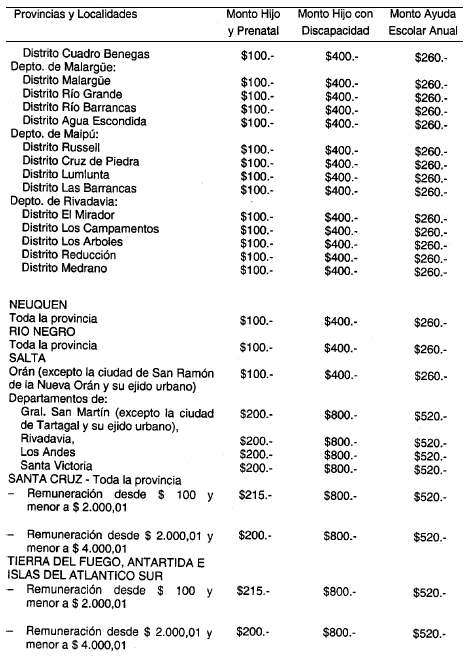 Provincias y Localidades Monto Hijo Monto Hijo con Monto Ayuda
y Prenatal Discapacidad Escolar Anual
Distrito Cuadro Benegas $100.- $400.- $260.-
Depto. de Malargüe:
Distrito Malargüe $100.- $400.- $260.-
Distrito Río Grande $100.- $400.- $260.-
Distrito Río Barrancas $100.- $400.- $260.-
Distrito Agua Escondida $100.- $400.- $260.-
Depto. de Maipú:
Distrito Russell $100.- $400.- $260.-
Distrito Cruz de Piedra $100.- $400.- $260.-
Distrito Lumlunta $100.- $400.- $260.-
Distrito Las Barrancas $100.- $400.- $260.-
Depto. de Rivadavia:
Distrito El Mirador $100.- $400.- $260.-
Distrito Los Campamentos $100.- $400.- $260.-
Distrito Los Arboles $100.- $400.- $260.-
Distrito Reducción $100.- $400.- $260.-
Distrito Medrano $100.- $400.- $260.-
NEUQUEN
Toda la provincia $100.- $400.- $260.-
RIO NEGRO
Toda la provincia $100.- $400.- $260.-
SALTA
Orán (excepto la ciudad de San Ramón $100.- $400.- $260.-
de la Nueva Orán y su ejido urbano)
Departamentos de:
Gral. San Martín (excepto la ciudad $200.- $800.- $520.-
de Tartagal y su ejido urbano),
Rivadavia, $200.- $800.- $520.-
Los Andes $200.- $800.- $520.-
Santa Victoria $200.- $800.- $520.-
SANTA CRUZ - Toda la provincia
– Remuneración desde $ 100 y $215.- $800.- $520.-
menor a $ 2.000,01
– Remuneración desde $ 2.000,01 y $200.- $800.- $520.-
menor a $ 4.000,01
TIERRA DEL FUEGO, ANTARTIDA E
ISLAS DEL ATLANTICO SUR
– Remuneración desde $ 100 y $215.- $800.- $520.-
menor a $ 2.000,01
– Remuneración desde $ 2.000,01 y $200.- $800.- $520.-
menor a $ 4.000,01